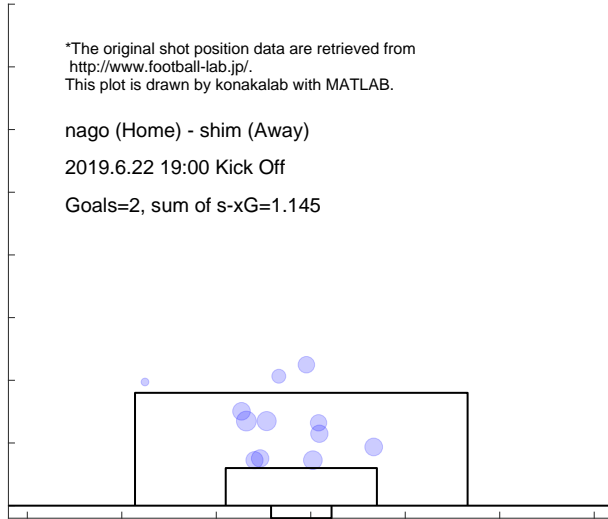 *The original shot position data are retrieved from
http://www.football-lab.jp/.
This plot is drawn by konakalab with MATLAB.
nago (Home) - shim (Away)
2019.6.22 19:00 Kick Off
Goals=2, sum of s-xG=1.145